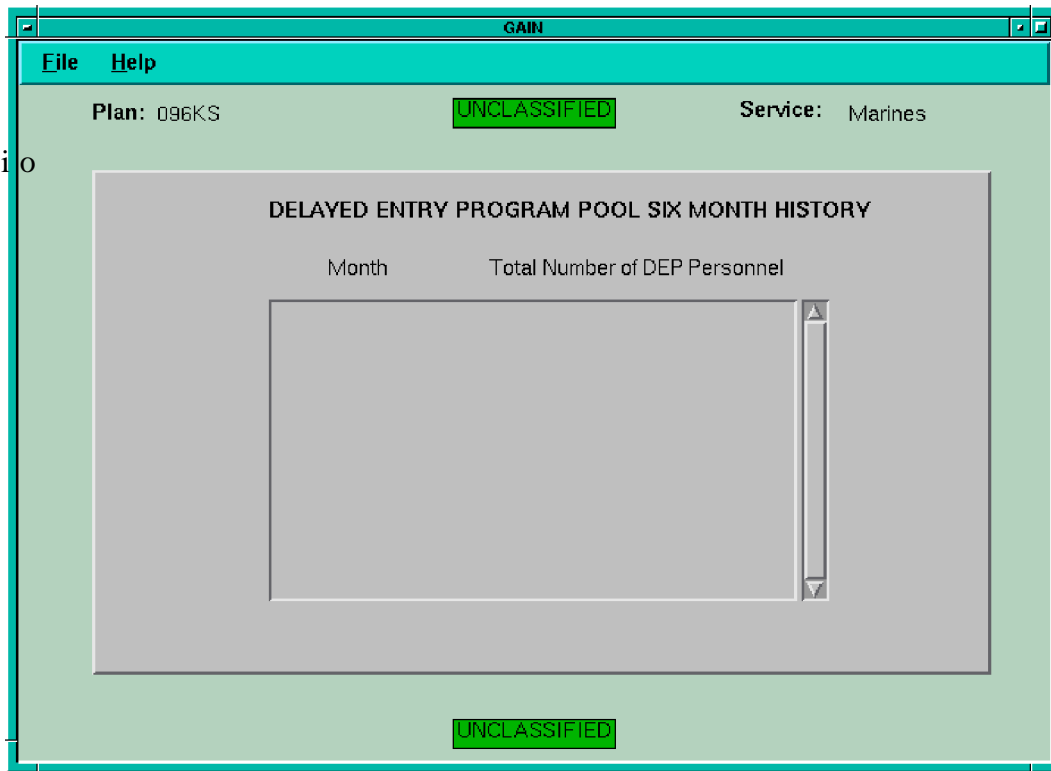 GAIN
File Help
Plan: 096KS UNCLASSIFIED Service: Marines
i o
DELAYED ENTRY PROGRAM POOL SIX MONTH HISTORY
Month Total Number of DEP Personnel
UNCLASSIFIED